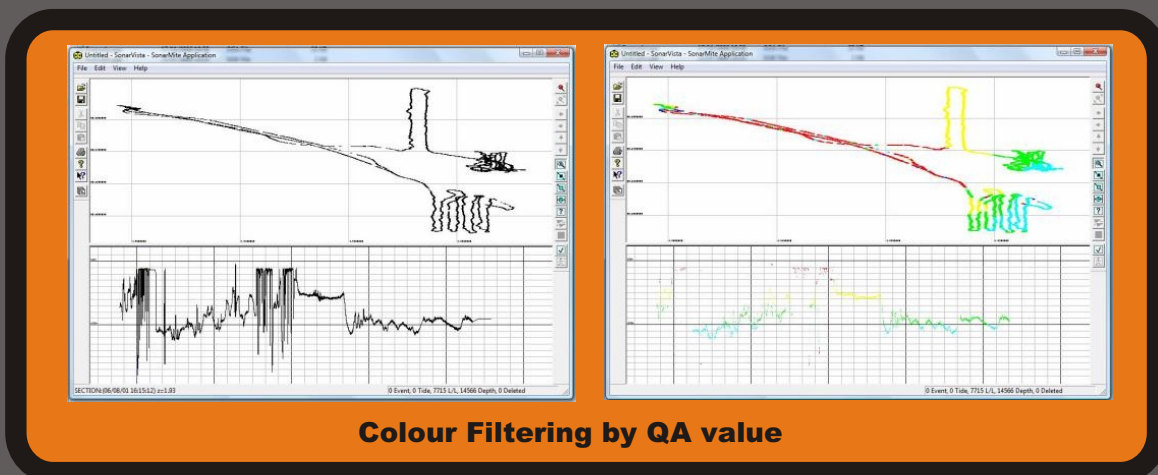 Untitled - SonarVista - SonarMite Application
File Edit View Help
SECTION:(06/08/01 16:15:12) z=1.93
0 Event, 0 Tide, 7715 L/L, 14566 Depth, 0 Deleted
Untitled - SonarVista - SonarMite Application
File Edit View Help
0 Event, 0 Tide, 7715 L/L, 14566 Depth, 0 Deleted
Colour Filtering by QA value